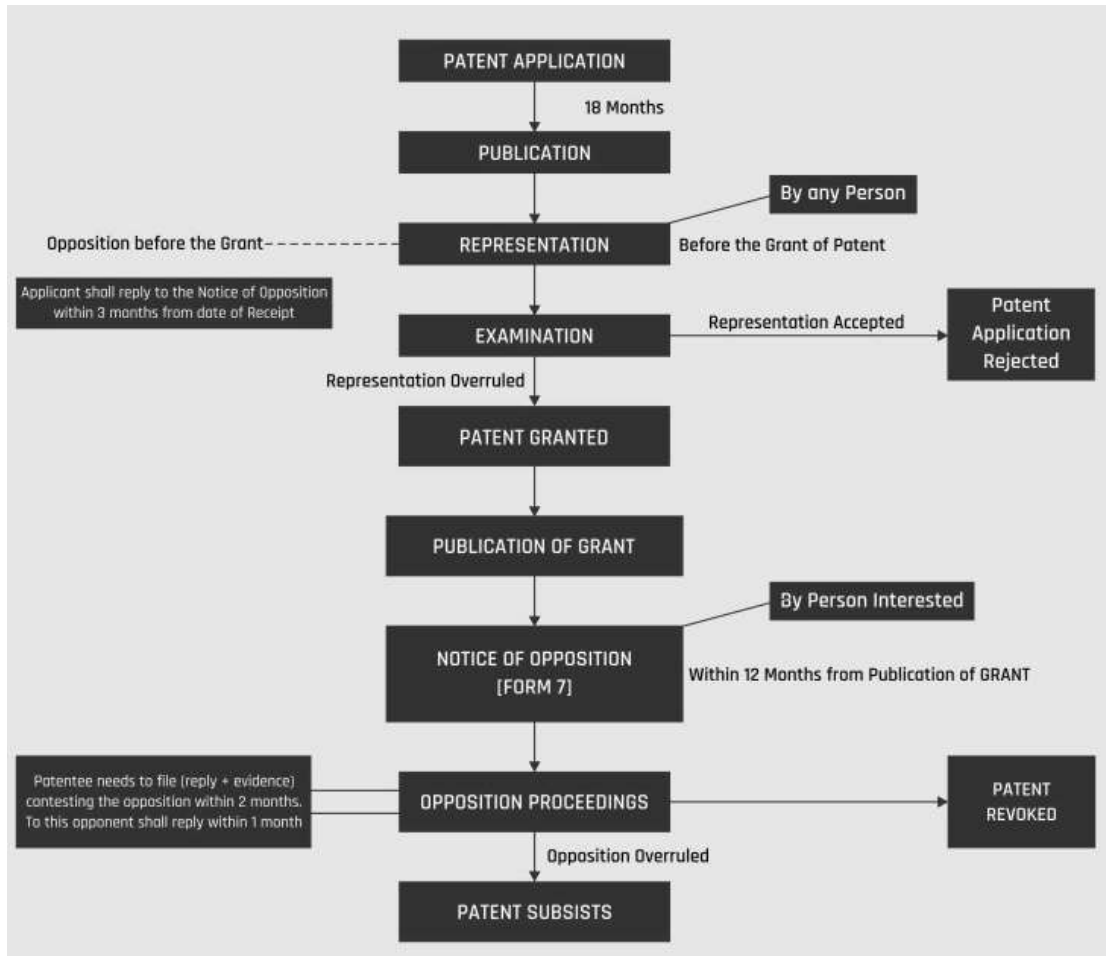 PATENT APPLICATION
18 Months
PUBLICATION
By any Person
Opposition before the Grant
REPRESENTATION
Before the Grant of Patent
Applicant shall reply to the Notice of Opposition
within 3 months from date of Receipt
EXAMINATION
Representation Accepted
Patent
Application
Rejected
Representation Overruled
PATENT GRANTED
PUBLICATION OF GRANT
By Person Interested
NOTICE OF OPPOSITION
[FORM 7]
Within 12 Months from Publication of GRANT
Patentee needs to file (reply + evidence)
contesting the opposition within 2 months.
To this opponent shall reply within 1 month
OPPOSITION PROCEEDINGS
PATENT
REVOKED
Opposition Overruled
PATENT SUBSISTS